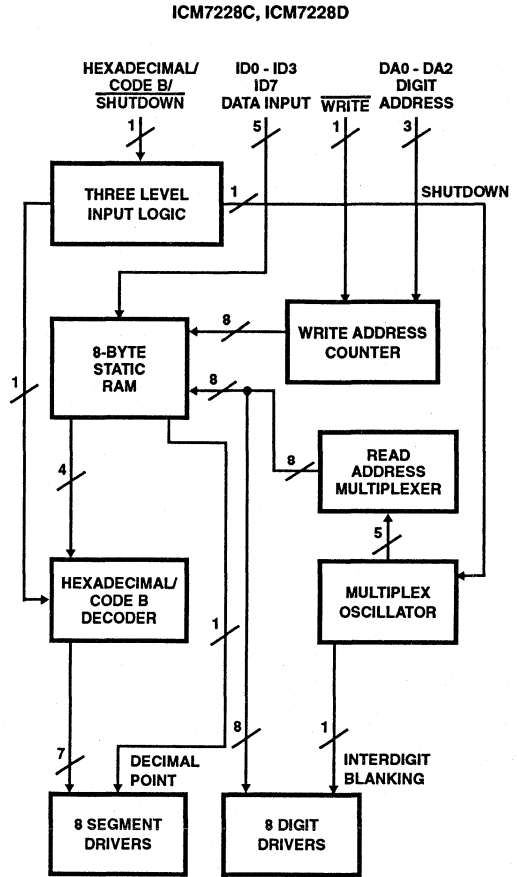 ICM7228C, ICM7228D
HEXADECIMAL/
CODE B/
SHUTDOWN
ID0 - ID3
ID7
DATA INPUT
WRITE
DA0 - DA2
DIGIT
ADDRESS
1
5
1
3
THREE LEVEL
INPUT LOGIC
1
SHUTDOWN
8-BYTE
STATIC
RAM
8
WRITE ADDRESS
COUNTER
1
8
READ
ADDRESS
MULTIPLEXER
8
4
5
HEXADECIMAL/
CODE B
DECODER
MULTIPLEX
OSCILLATOR
1
7
DECIMAL
POINT
8
1
INTERDIGIT
BLANKING
8 SEGMENT
DRIVERS
8 DIGIT
DRIVERS